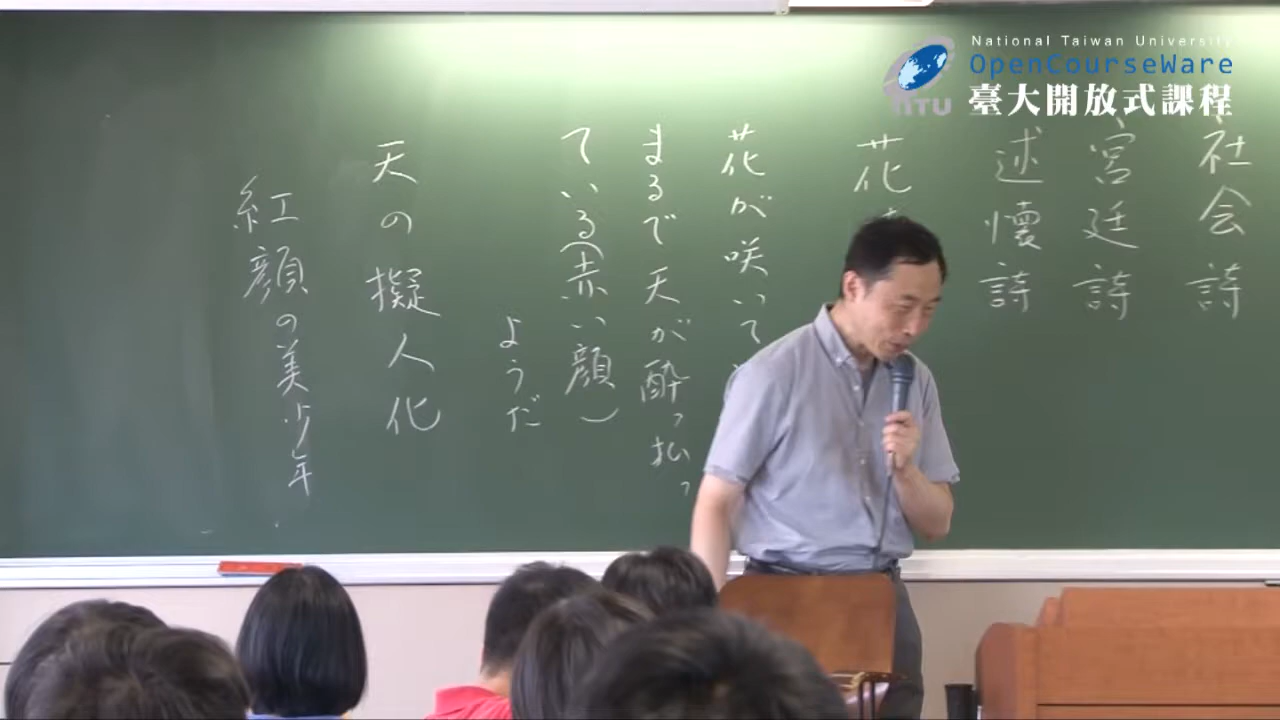 National Taiwan University
OpenCourseWare
臺大開放式課程
NTU
社会詩
宮廷詩
述懐詩
花
花が咲いて
まるで天が酔っ払っ
ている(赤い顔)
ようだ
天の擬人化
紅顔の美少年